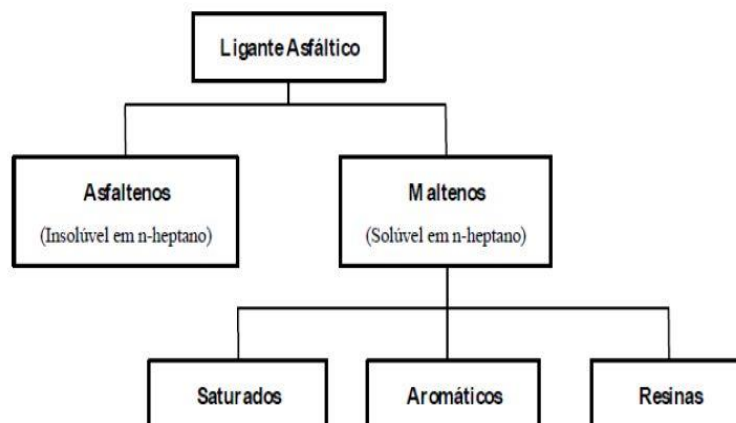 Ligante Asfáltico
Asfaltenos
(Insolúvel em n-heptano)
Maltenos
(Solúvel em n-heptano)
Saturados
Aromáticos
Resinas